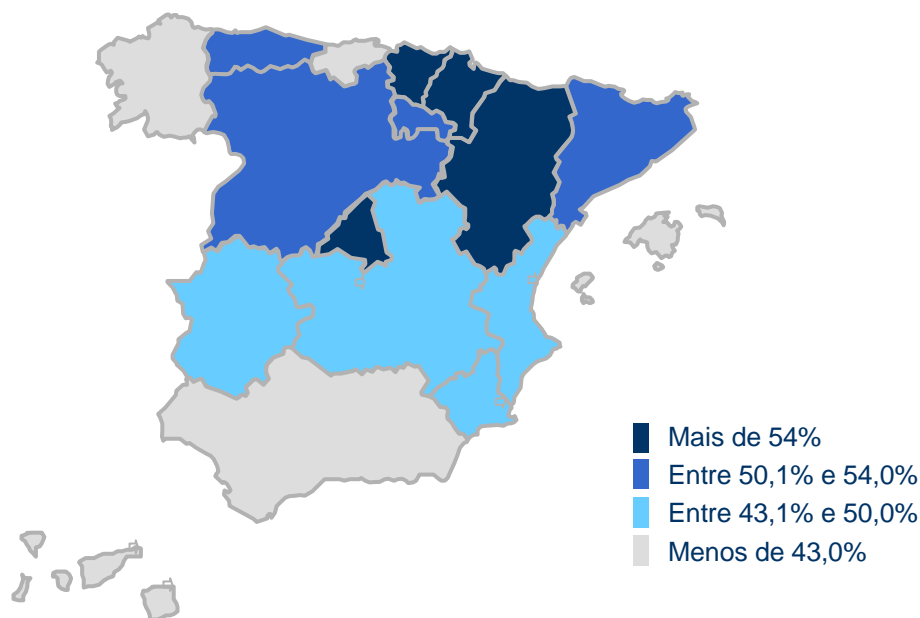 Mais de 54%
Entre 50,1% e 54,0%
Entre 43,1% e 50,0%
Menos de 43,0%